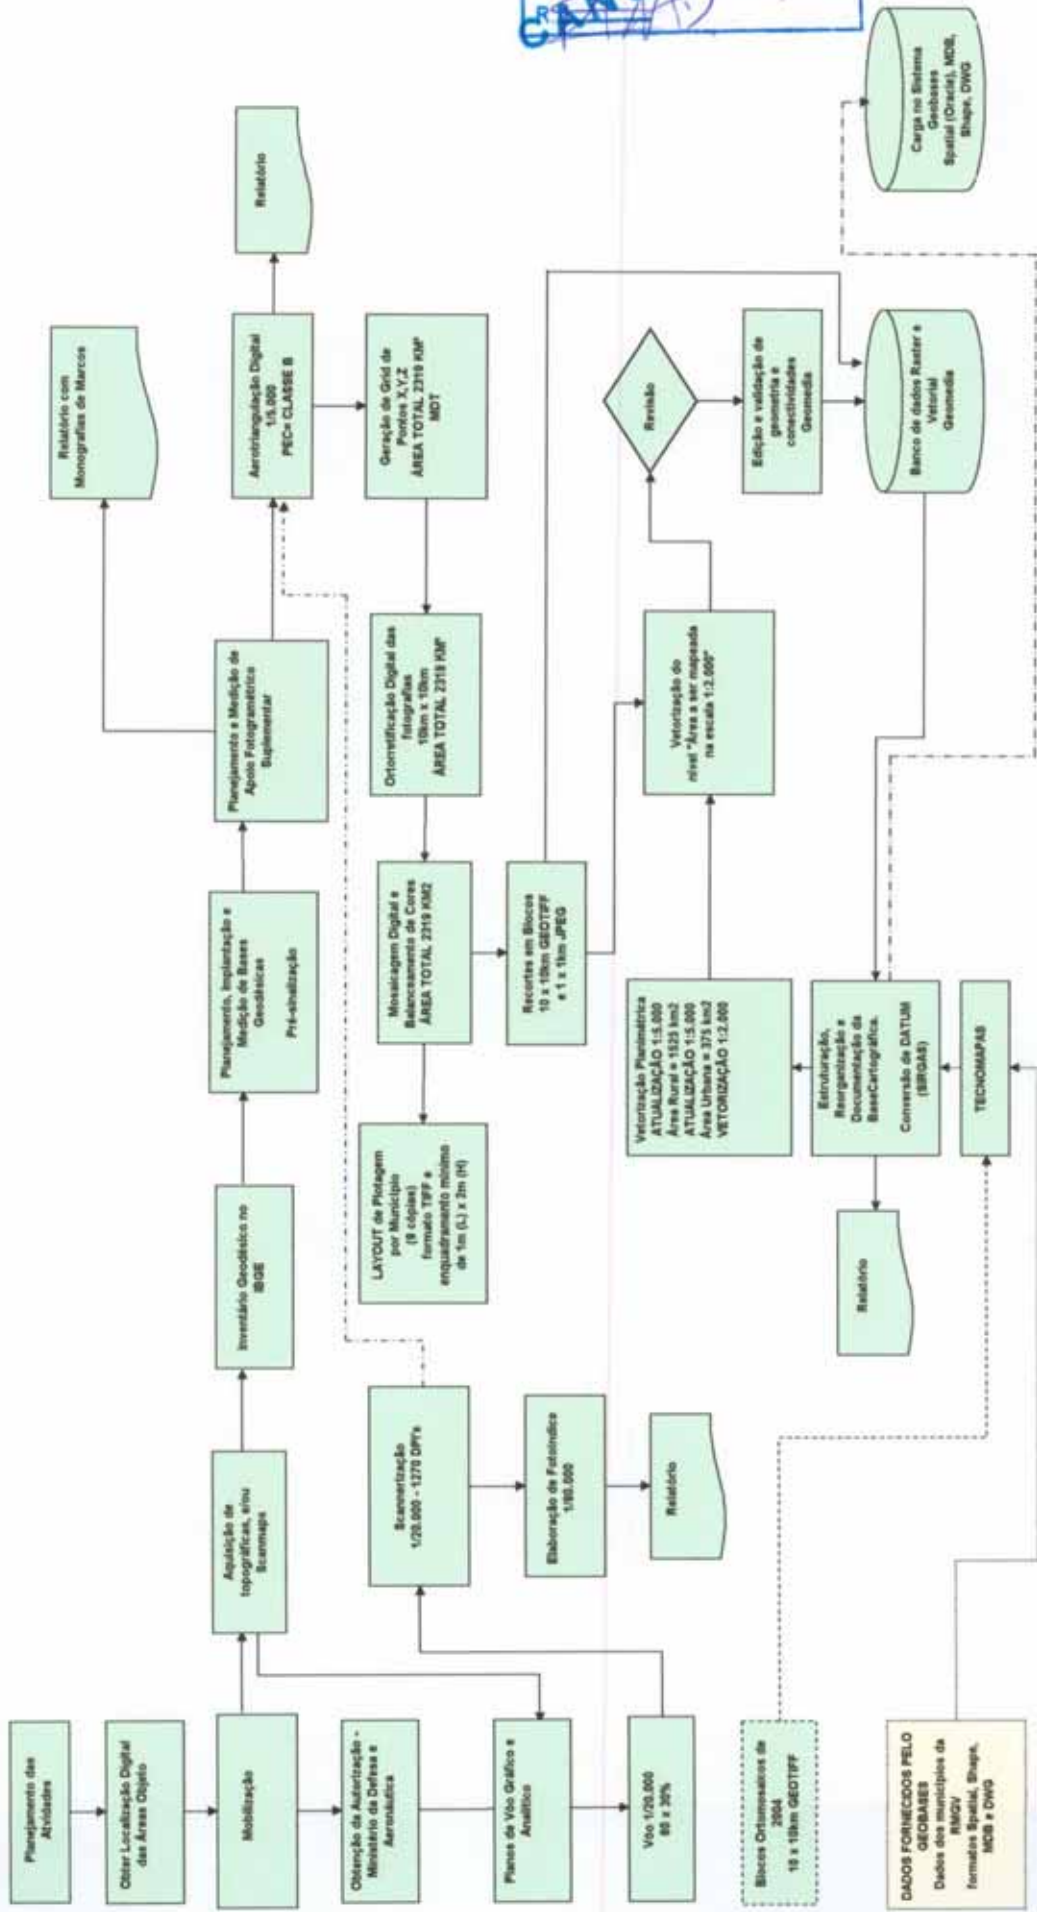 Planejamento das
Atividades
Obter Localização Digital
das Áreas Objeto
Mobilização
Obtenção da Autorização -
Ministério da Defesa e
Aeronáutica
Planos de Vôo Gráfico e
Analítico
Vôo 1/20.000
60 x 30%
Blocos Ortomosaicos de
2004
10 x 10km GEOTIFF
DADOS FORNECIDOS PELO
GEOBASES
Dados dos municípios da
RMGV
formatos Spatial, Shape,
MDB e DWG
Aquisição de
topográficas, e/ou
Scanmaps
Scannerização
1/20.000 - 1270 DPI's
Elaboração de Fotoíndice
1/80.000
Relatório
Inventário Geodésico no
IBGE
LAYOUT de Plotagem
por Município
(9 cópias)
formato TIFF e
enquadramento mínimo
de 1m (L) x 2m (H)
Relatório
Planejamento, Implantação e
Medição de Bases
Geodésicas
Pré-sinalização
Mosaicagem Digital e
Balanceamento de Cores
ÁREA TOTAL 2319 KM2
Recortes em Blocos
10 x 10km GEOTIFF
e 1 x 1km JPEG
Vetorização Planimétrica
ATUALIZAÇÃO 1:5.000
Área Rural = 1523 km2
ATUALIZAÇÃO 1:5.000
Área Urbana = 375 km2
VETORIZAÇÃO 1:2.000
Estruturação,
Reorganização e
Documentação da
BaseCartográfica.
Conversão de DATUM
(SIRGAS)
TECNOMAPAS
Planejamento e Medição de
Apoio Fotogramétrico
Suplementar
Ortorretificação Digital das
fotografias
10km x 10km
ÁREA TOTAL 2319 KM²
Vetorização do
nível "Área a ser mapeada
na escala 1:2.000"
Relatório com
Monografias de Marcos
Aerotriangulação Digital
1/5.000
PEC= CLASSE B
Geração de Grid de
Pontos X,Y,Z
ÁREA TOTAL 2319 KM²
MDT
Revisão
Edição e validação de
geometria e
conectividades
Geomedia
Banco de dados Raster e
Vetorial
Geomedia
Relatório
Carga no Sistema
Geobases
Spatial (Oracle), MDB,
Shape, DWG